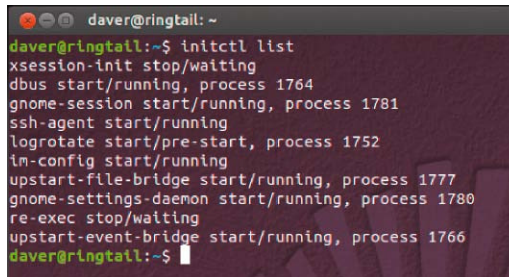 daver@ringtail: ~
daver@ringtail:~$ initctl list
xsession-init stop/waiting
dbus start/running, process 1764
gnome-session start/running, process 1781
ssh-agent start/running
logrotate start/pre-start, process 1752
im-config start/running
upstart-file-bridge start/running, process 1777
gnome-settings-daemon start/running, process 1780
re-exec stop/waiting
upstart-event-bridge start/running, process 1766
daver@ringtail:~$